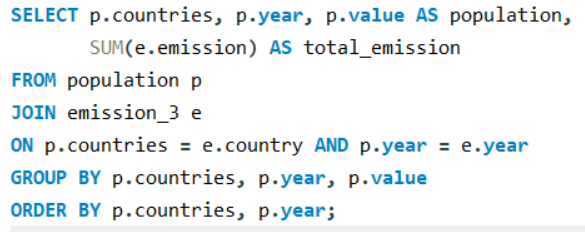 SELECT p.countries, p.year, p.value AS population,
SUM(e.emission) AS total_emission
FROM population p
JOIN emission_3 e
ON p.countries = e.country AND p.year = e.year
GROUP BY p.countries, p.year, p.value
ORDER BY p.countries, p.year;